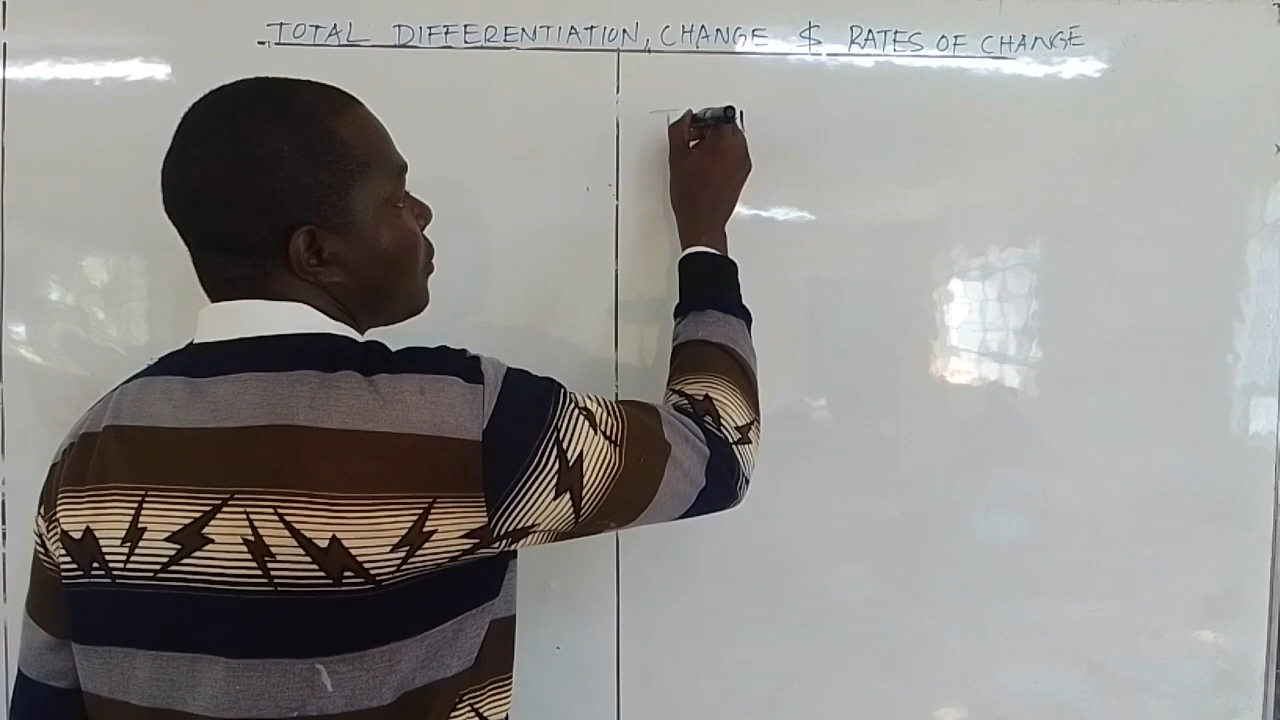 TOTAL DIFFERENTIATION, CHANGE $ RATES OF CHANGE